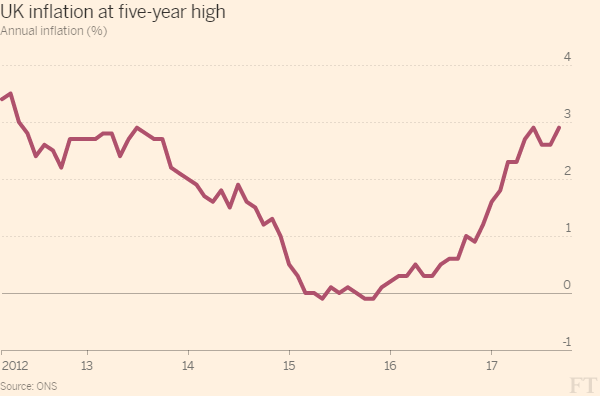 UK inflation at five-year high
Annual inflation (%)
4
3
2
1
0
-1
2012 13 14 15 16 17
Source: ONS
FT